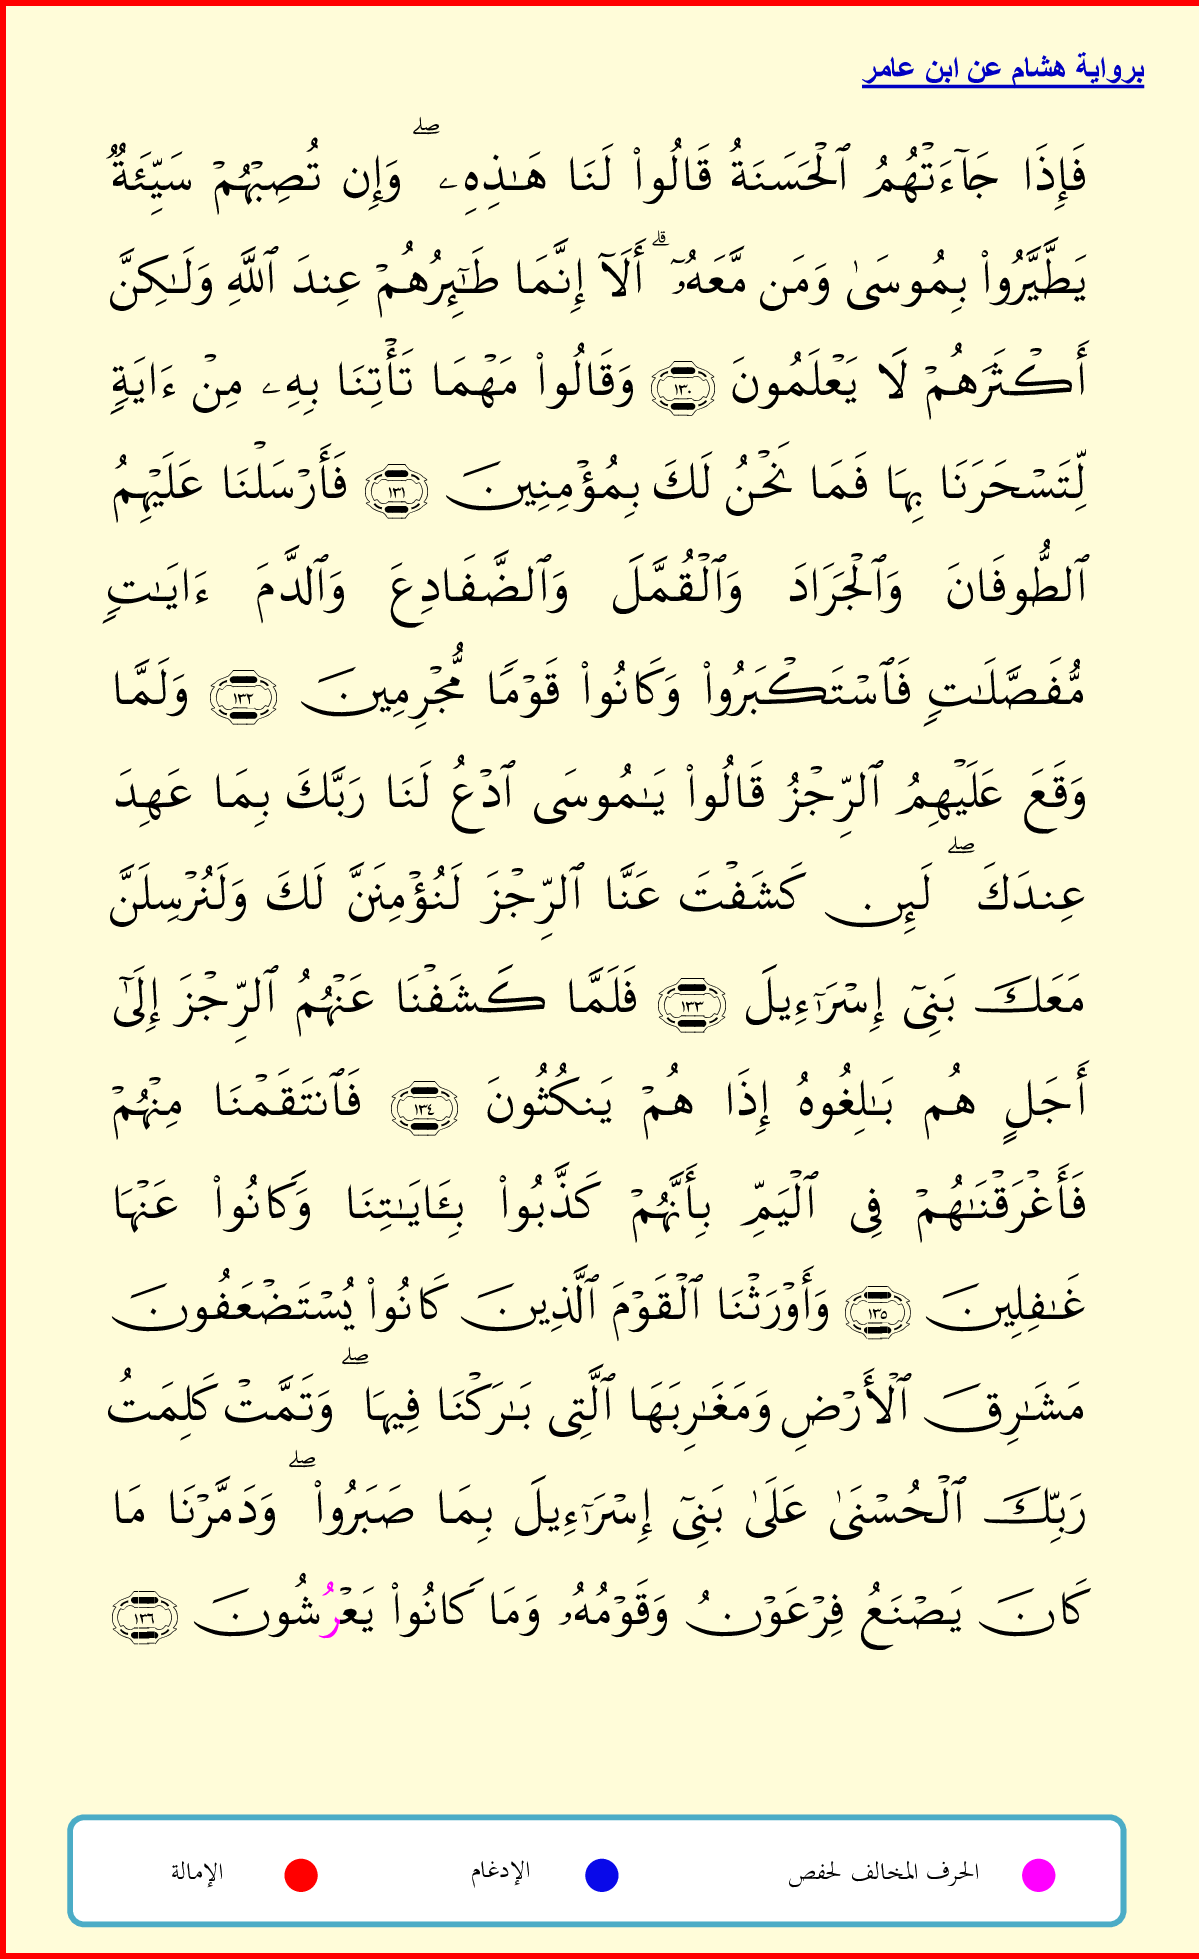 برواية هشام عن ابن عامر
فَإِذَا جَآءَتْهُمُ ٱلْحَسَنَةُ قَالُوا۟ لَنَا هَـٰذِهِۦ ۖ وَإِن تُصِبْهُمْ سَيِّئَةٌ
يَطَّيَّرُوا۟ بِمُوسَىٰ وَمَن مَّعَهُۥٓ ۗ أَلَآ إِنَّمَا طَـٰٓئِرُهُمْ عِندَ ٱللَّهِ وَلَـٰكِنَّ
أَكْثَرَهُمْ لَا يَعْلَمُونَ ١٣٠ وَقَالُوا۟ مَهْمَا تَأْتِنَا بِهِۦ مِنْ ءَايَةٍ
لِّتَسْحَرَنَا بِهَا فَمَا نَحْنُ لَكَ بِمُؤْمِنِينَ ١٣١ فَأَرْسَلْنَا عَلَيْهِمُ
ٱلطُّوفَانَ وَٱلْجَرَادَ وَٱلْقُمَّلَ وَٱلضَّفَادِعَ وَٱلدَّمَ ءَايَـٰتٍ
مُّفَصَّلَـٰتٍ فَٱسْتَكْبَرُوا۟ وَكَانُوا۟ قَوْمًا مُّجْرِمِينَ ١٣٢ وَلَمَّا
وَقَعَ عَلَيْهِمُ ٱلرِّجْزُ قَالُوا۟ يَـٰمُوسَى ٱدْعُ لَنَا رَبَّكَ بِمَا عَهِدَ
عِندَكَ ۖ لَئِن كَشَفْتَ عَنَّا ٱلرِّجْزَ لَنُؤْمِنَنَّ لَكَ وَلَنُرْسِلَنَّ
مَعَكَ بَنِىٓ إِسْرَٰٓءِيلَ ١٣٣ فَلَمَّا كَشَفْنَا عَنْهُمُ ٱلرِّجْزَ إِلَىٰٓ
أَجَلٍ هُم بَـٰلِغُوهُ إِذَا هُمْ يَنكُثُونَ ١٣٤ فَٱنتَقَمْنَا مِنْهُمْ
فَأَغْرَقْنَـٰهُمْ فِى ٱلْيَمِّ بِأَنَّهُمْ كَذَّبُوا۟ بِـَٔايَـٰتِنَا وَكَانُوا۟ عَنْهَا
غَـٰفِلِينَ ١٣٥ وَأَوْرَثْنَا ٱلْقَوْمَ ٱلَّذِينَ كَانُوا۟ يُسْتَضْعَفُونَ
مَشَـٰرِقَ ٱلْأَرْضِ وَمَغَـٰرِبَهَا ٱلَّتِى بَـٰرَكْنَا فِيهَا ۖ وَتَمَّتْ كَلِمَتُ
رَبِّكَ ٱلْحُسْنَىٰ عَلَىٰ بَنِىٓ إِسْرَٰٓءِيلَ بِمَا صَبَرُوا۟ ۖ وَدَمَّرْنَا مَا
كَانَ يَصْنَعُ فِرْعَوْنُ وَقَوْمُهُۥ وَمَا كَانُوا۟ يَعْرُشُونَ ١٣٦
الحرف المخالف لحفص الإدغام الإمالة